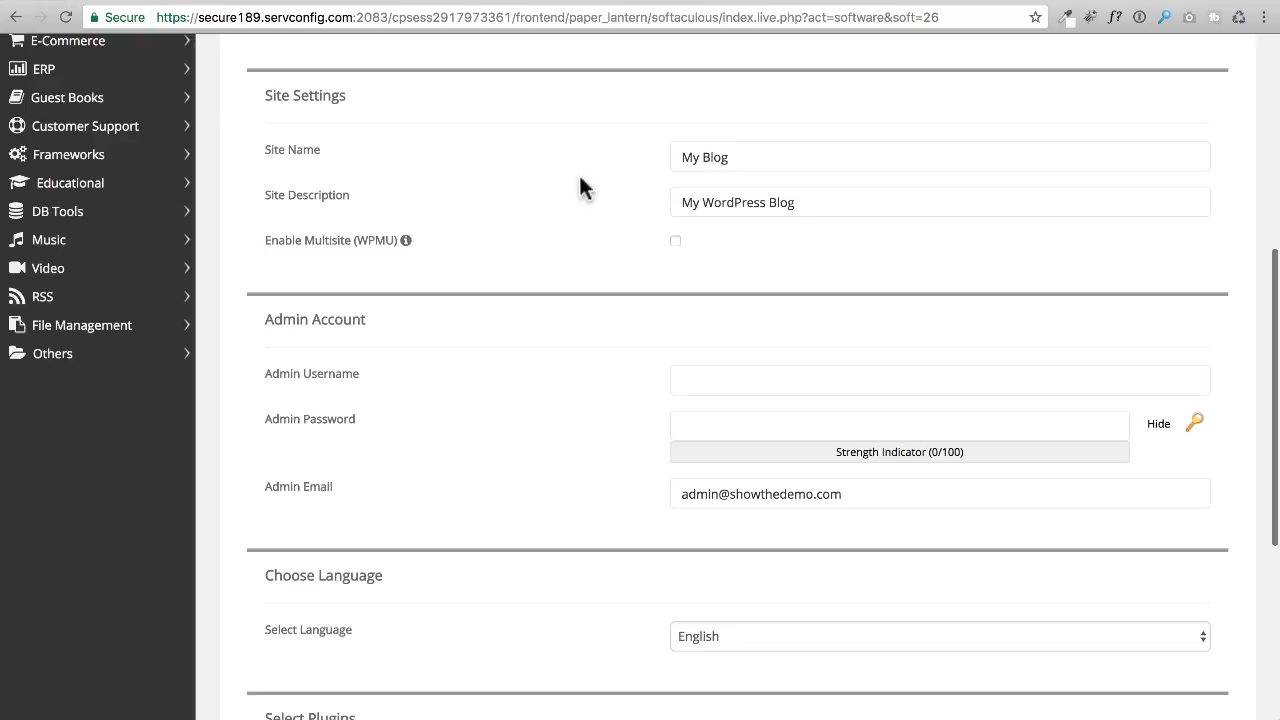 Secure https://secure189.servconfig.com:2083/cpsess2917973361/frontend/paper_lantern/softaculous/index.live.php?act=software&soft=26
E-Commerce
ERP
Guest Books
Customer Support
Frameworks
Educational
DB Tools
Music
Video
RSS
File Management
Others
Site Settings
Site Name My Blog
Site Description My WordPress Blog
Enable Multisite (WPMU)
Admin Account
Admin Username
Admin Password Hide
Strength Indicator (0/100)
Admin Email admin@showthedemo.com
Choose Language
Select Language English
Select Plugins